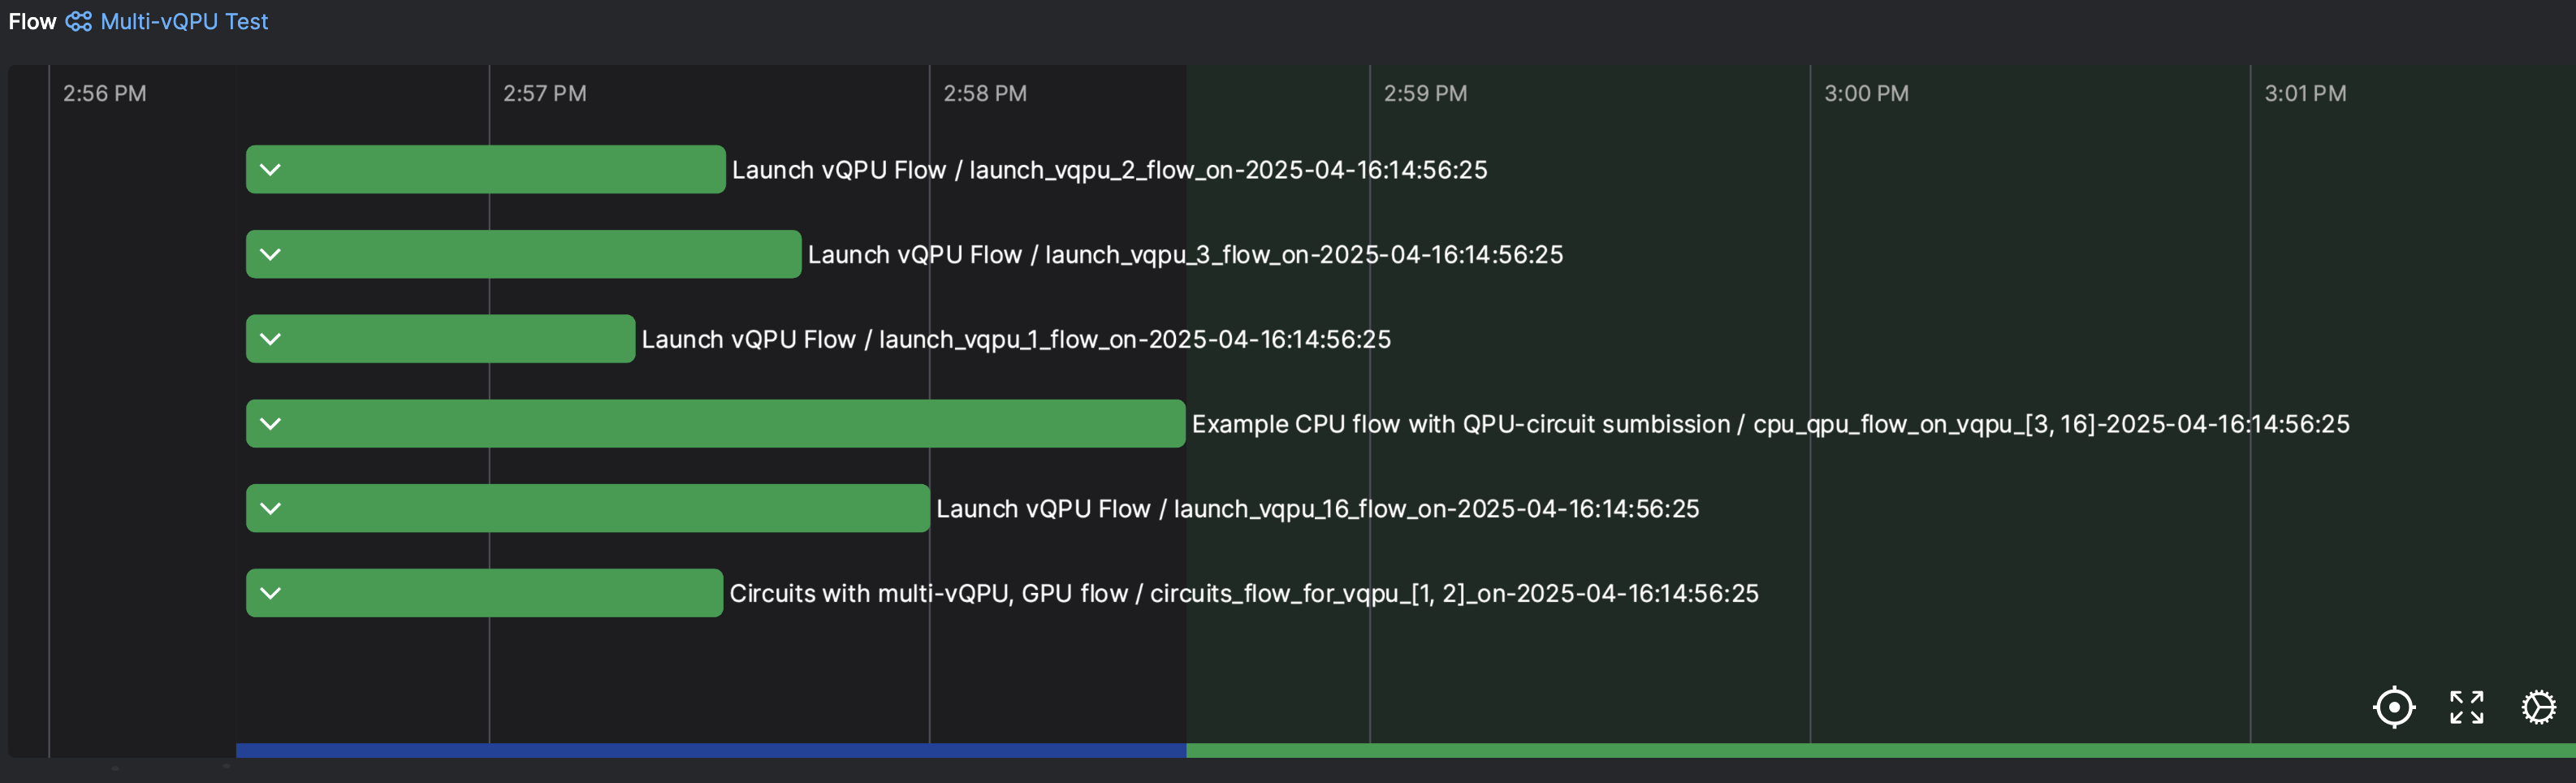 Flow Multi-vQPU Test
2:56 PM 2:57 PM 2:58 PM 2:59 PM 3:00 PM 3:01 PM
Launch vQPU Flow / launch_vqpu_2_flow_on-2025-04-16:14:56:25
Launch vQPU Flow / launch_vqpu_3_flow_on-2025-04-16:14:56:25
Launch vQPU Flow / launch_vqpu_1_flow_on-2025-04-16:14:56:25
Example CPU flow with QPU-circuit sumbission / cpu_qpu_flow_on_vqpu_[3, 16]-2025-04-16:14:56:25
Launch vQPU Flow / launch_vqpu_16_flow_on-2025-04-16:14:56:25
Circuits with multi-vQPU, GPU flow / circuits_flow_for_vqpu_[1, 2]_on-2025-04-16:14:56:25